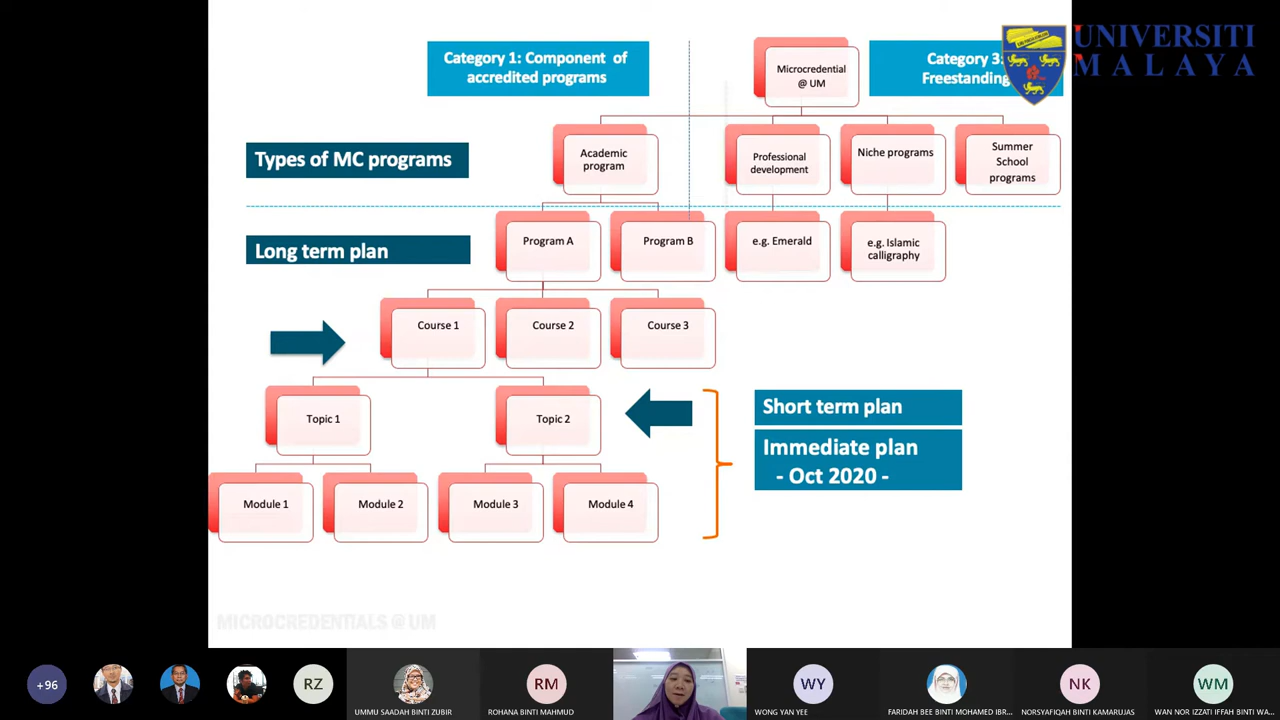 UNIVERSITI
MALAYA
Category 1: Component of
accredited programs
Microcredential
@ UM
Category 3:
Freestanding
Types of MC programs
Academic
program
Professional
development
Niche programs
Summer
School
programs
Long term plan
Program A
Program B
e.g. Emerald
e.g. Islamic
calligraphy
Course 1
Course 2
Course 3
Topic 1
Topic 2
Short term plan
Immediate plan
- Oct 2020 -
Module 1
Module 2
Module 3
Module 4
MICROCREDENTIALS @ UM
+96
RZ
UMMU SAADAH BINTI ZUBIR
RM
ROHANA BINTI MAHMUD
WY
WONG YAN YEE
FARIDAH BEE BINTI MOHAMED IBR...
NK
NORSYAFIQAH BINTI KAMARUJAS
WM
WAN NOR IZZATI IFFAH BINTI WA...